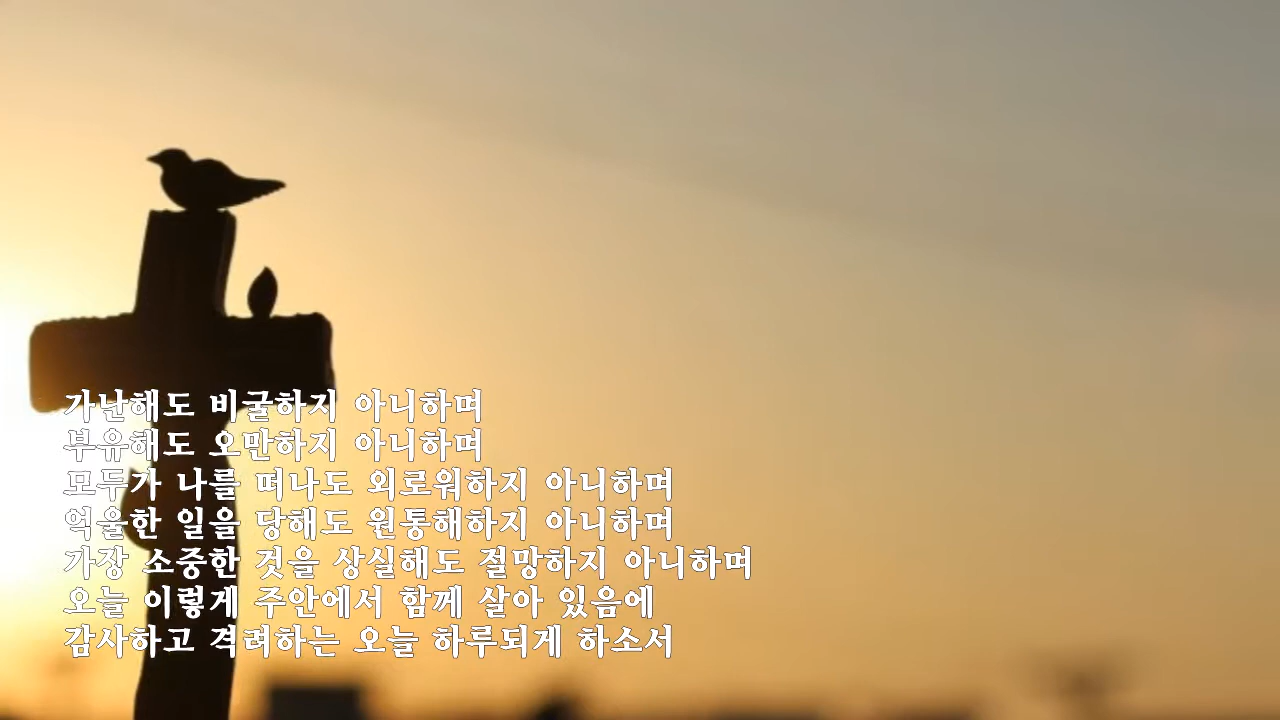 가난해도 비굴하지 아니하며
부유해도 오만하지 아니하며
모두가 나를 떠나도 외로워하지 아니하며
억울한 일을 당해도 원통해하지 아니하며
가장 소중한 것을 상실해도 절망하지 아니하며
오늘 이렇게 주안에서 함께 살아 있음에
감사하고 격려하는 오늘 하루되게 하소서